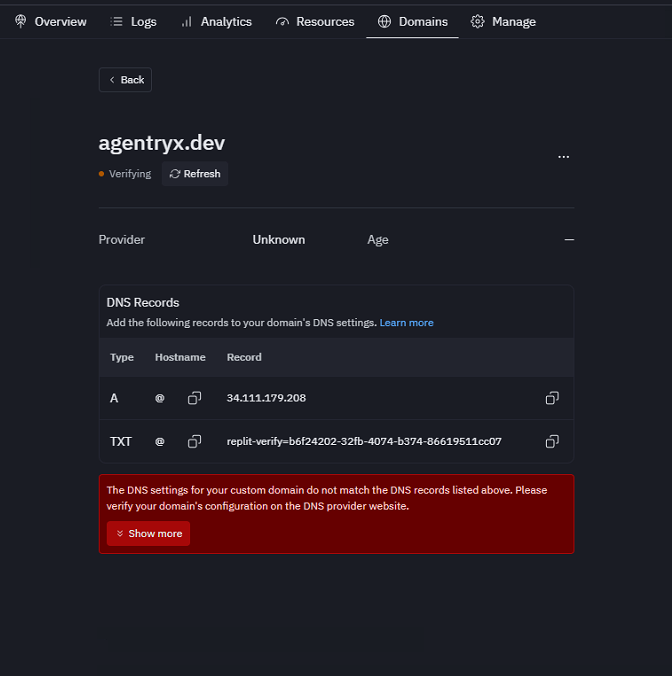 Overview Logs Analytics Resources Domains Manage
Back
agentryx.dev
...
Verifying Refresh
Provider Unknown Age —
DNS Records
Add the following records to your domain's DNS settings. Learn more
Type Hostname Record
A @ 34.111.179.208
TXT @ replit-verify=b6f24202-32fb-4074-b374-86619511cc07
The DNS settings for your custom domain do not match the DNS records listed above. Please
verify your domain's configuration on the DNS provider website.
Show more